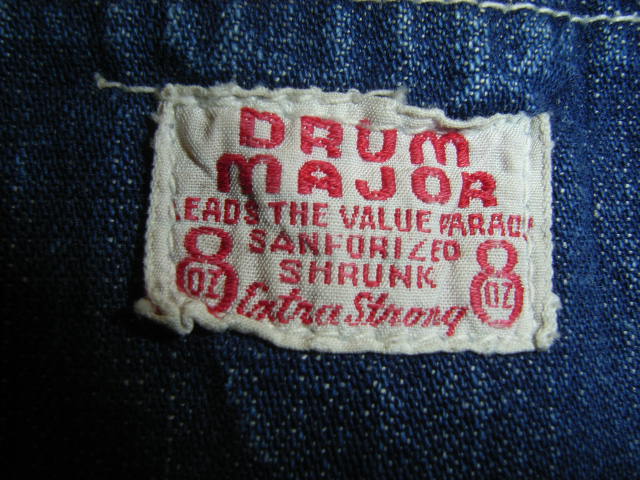 DRUM
MAJOR
LEADS THE VALUE PARADE
SANFORIZED
SHRUNK
8 OZ Extra Strong 8 OZ